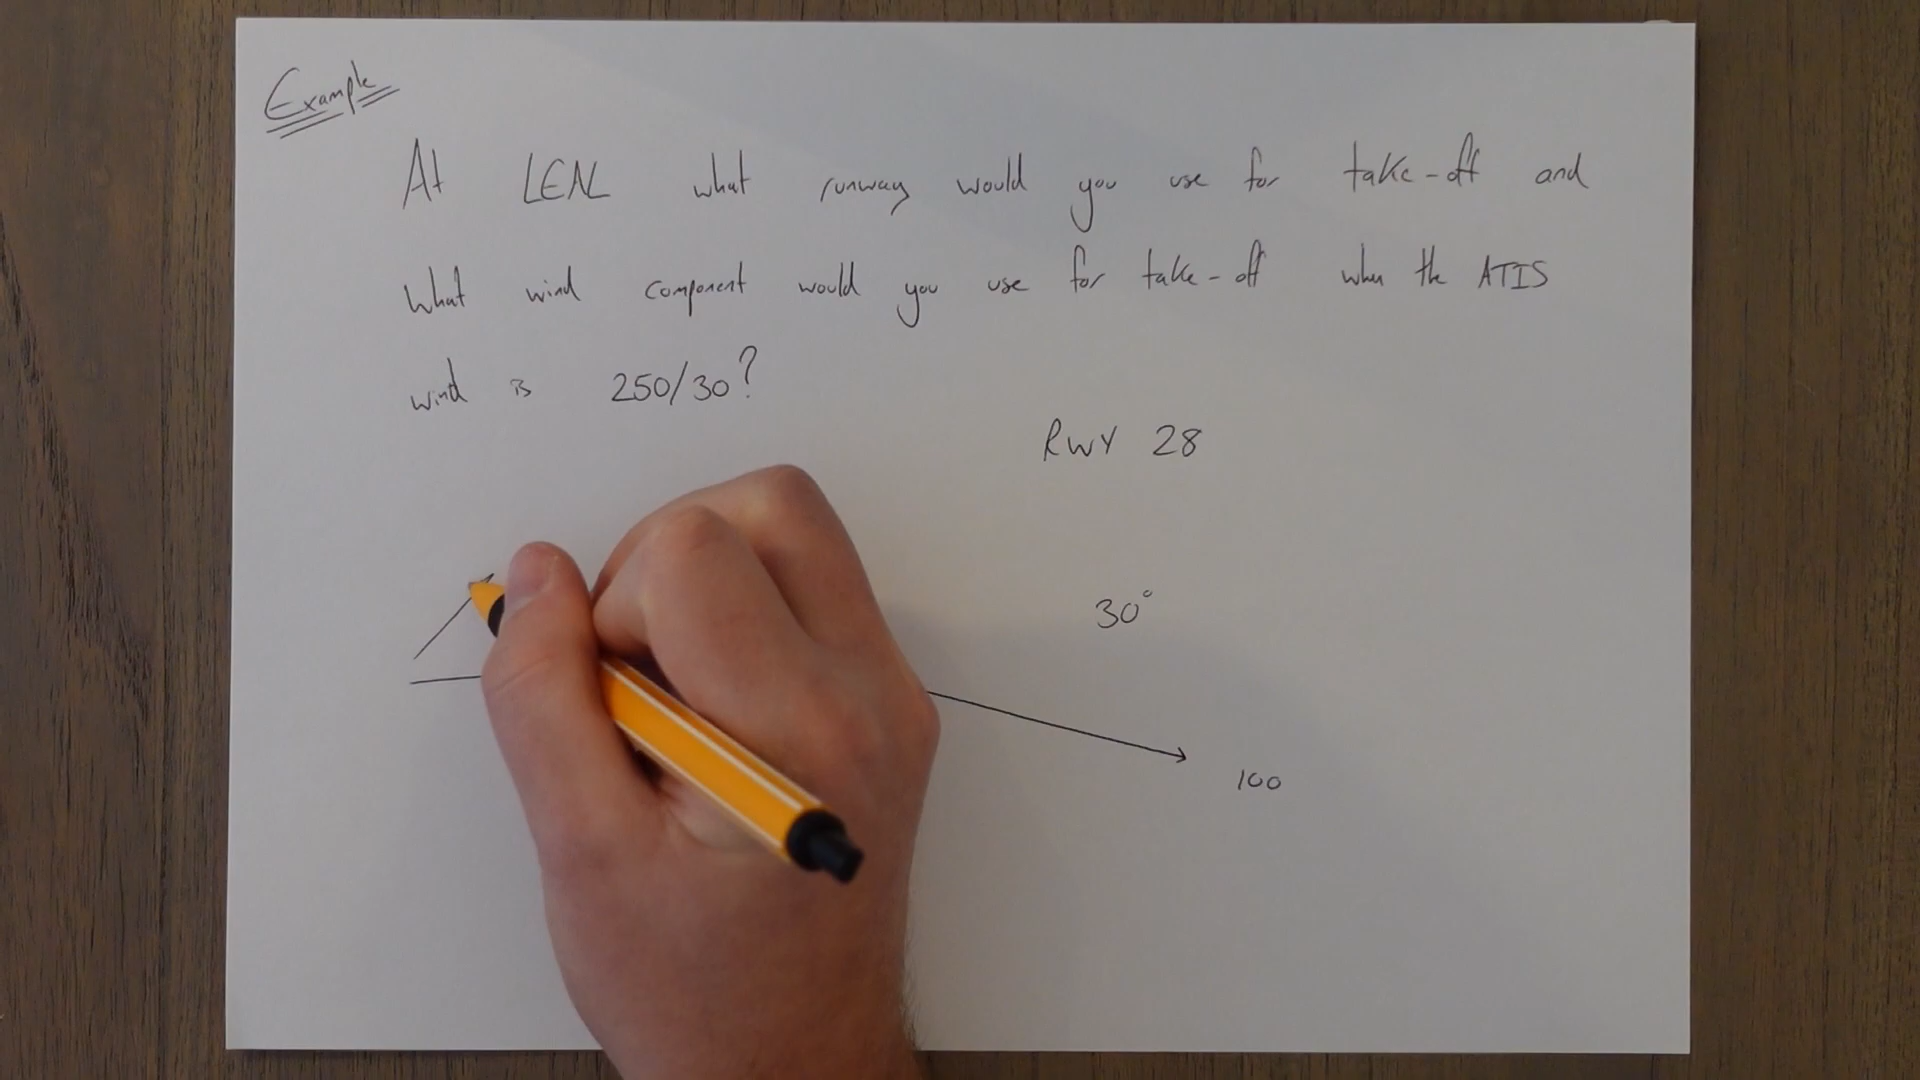 Example
At LENL what runway would you use for take-off and
what wind component would you use for take-off when the ATIS
wind is 250/30?
RWY 28
30°
100